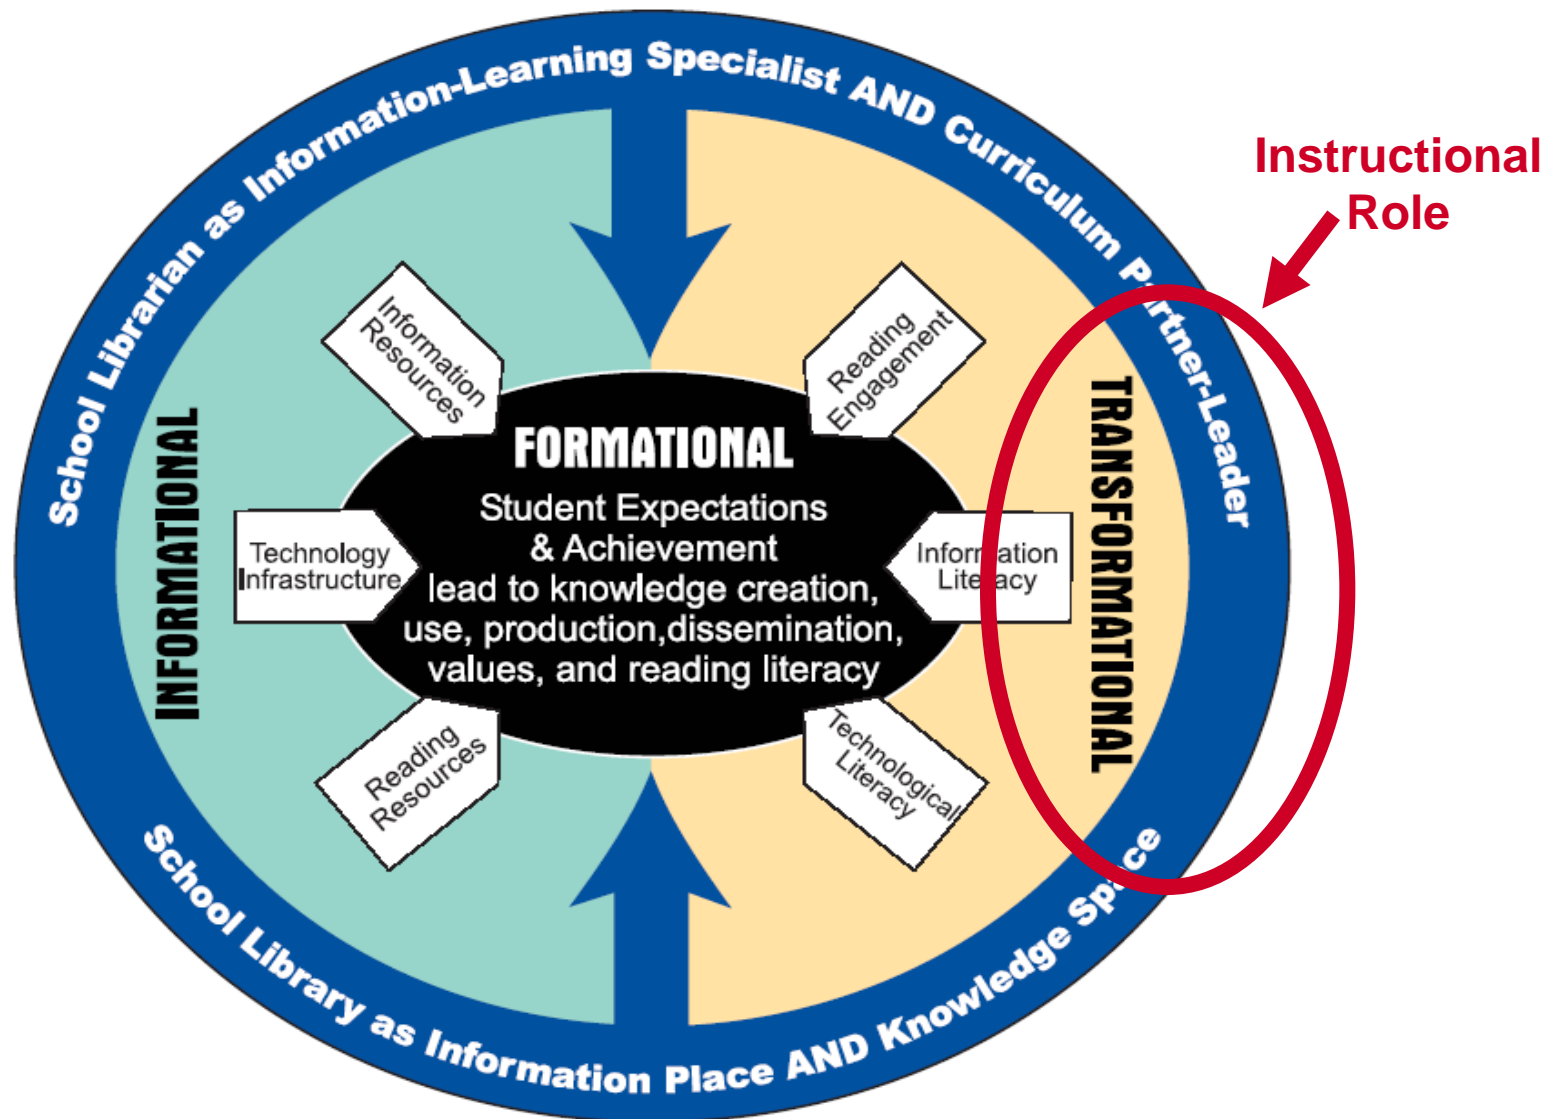 School Librarian as Information-Learning Specialist AND Curriculum Partner-Leader
Instructional
Role
Information
Resources
Reading
Engagement
INFORMATIONAL
FORMATIONAL
TRANSFORMATIONAL
Student Expectations
& Achievement
lead to knowledge creation,
use, production,dissemination,
values, and reading literacy
Technology
Infrastructure
Information
Literacy
Reading
Resources
Technological
Literacy
School Library as Information Place AND Knowledge Space